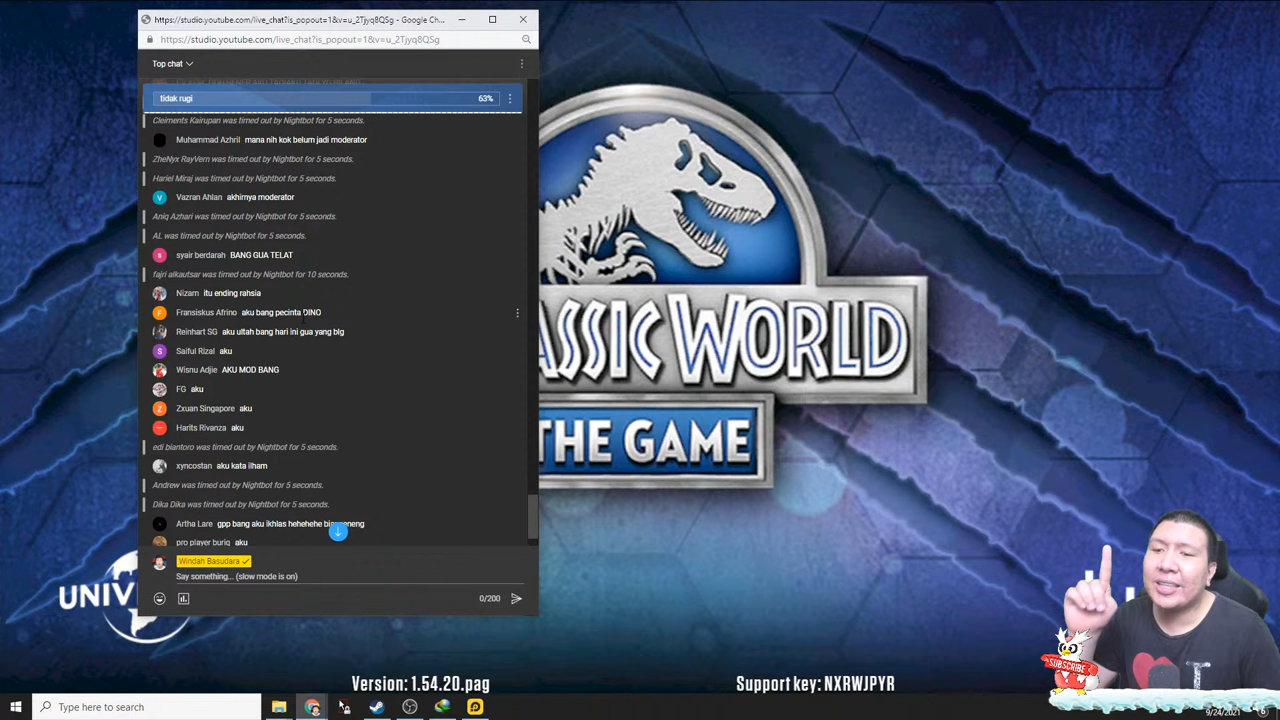 https://studio.youtube.com/live_chat?is_popout=1&v=u_2Tjyq8QSg - Google Ch...
https://studio.youtube.com/live_chat?is_popout=1&v=u_2Tjyq8QSg
Top chat
tidak rugi 63%
Cleiments Kairupan was timed out by Nightbot for 5 seconds.
Muhammad Azhril mana nih kok belum jadi moderator
ZheNyx RayVern was timed out by Nightbot for 5 seconds.
Hariel Miraj was timed out by Nightbot for 5 seconds.
V Vazran Ahlan akhirnya moderator
Aniq Azhari was timed out by Nightbot for 5 seconds.
AL was timed out by Nightbot for 5 seconds.
s syair berdarah BANG GUA TELAT
fajri alkautsar was timed out by Nightbot for 10 seconds.
Nizam itu ending rahsia
F Fransiskus Afrino aku bang pecinta DINO
Reinhart SG aku ultah bang hari ini gua yang big
S Saiful Rizal aku
Wisnu Adjie AKU MOD BANG
FG aku
Z Zxuan Singapore aku
Harits Rivanza aku
edi biantoro was timed out by Nightbot for 5 seconds.
xyncostan aku kata ilham
Andrew was timed out by Nightbot for 5 seconds.
Dika Dika was timed out by Nightbot for 5 seconds.
Artha Lare gpp bang aku ikhlas hehehehe
pro player buriq aku
Windah Basudara
Say something... (slow mode is on)
0/200
ASSIC WORLD
THE GAME
UNIV
SUBSCRIBE
Version: 1.54.20.pag
Support key: NXRWJPYR
Type here to search
9/24/2021
6